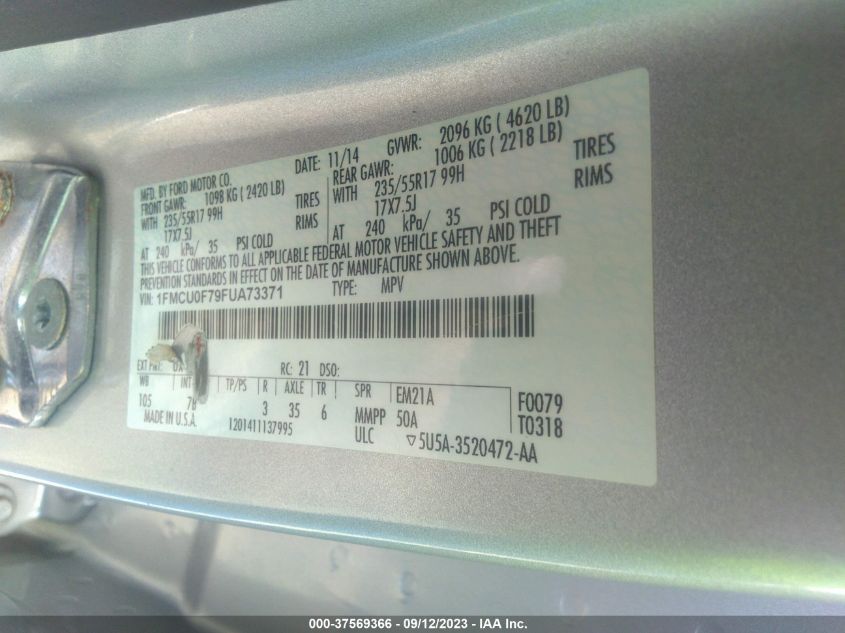 MFD. BY FORD MOTOR CO.
DATE: 11/14 GVWR: 2096 KG ( 4620 LB)
FRONT GAWR: 1098 KG ( 2420 LB)
REAR GAWR: 1006 KG ( 2218 LB)
WITH 235/55R17 99H TIRES
WITH 235/55R17 99H TIRES
17X7.5J RIMS
17X7.5J RIMS
AT 240 kPa/ 35 PSI COLD
AT 240 kPa/ 35 PSI COLD
THIS VEHICLE CONFORMS TO ALL APPLICABLE FEDERAL MOTOR VEHICLE SAFETY AND THEFT
PREVENTION STANDARDS IN EFFECT ON THE DATE OF MANUFACTURE SHOWN ABOVE.
VIN: 1FMCU0F79FUA73371 TYPE: MPV
EXT PNT: RC: 21 DSO:
WB INT TP/PS R AXLE TR SPR EM21A F0079
105 7B 3 35 6 MMPP 50A T0318
MADE IN U.S.A. 1201411137995 ULC ▽5U5A-3520472-AA
000-37569366 - 09/12/2023 - IAA Inc.